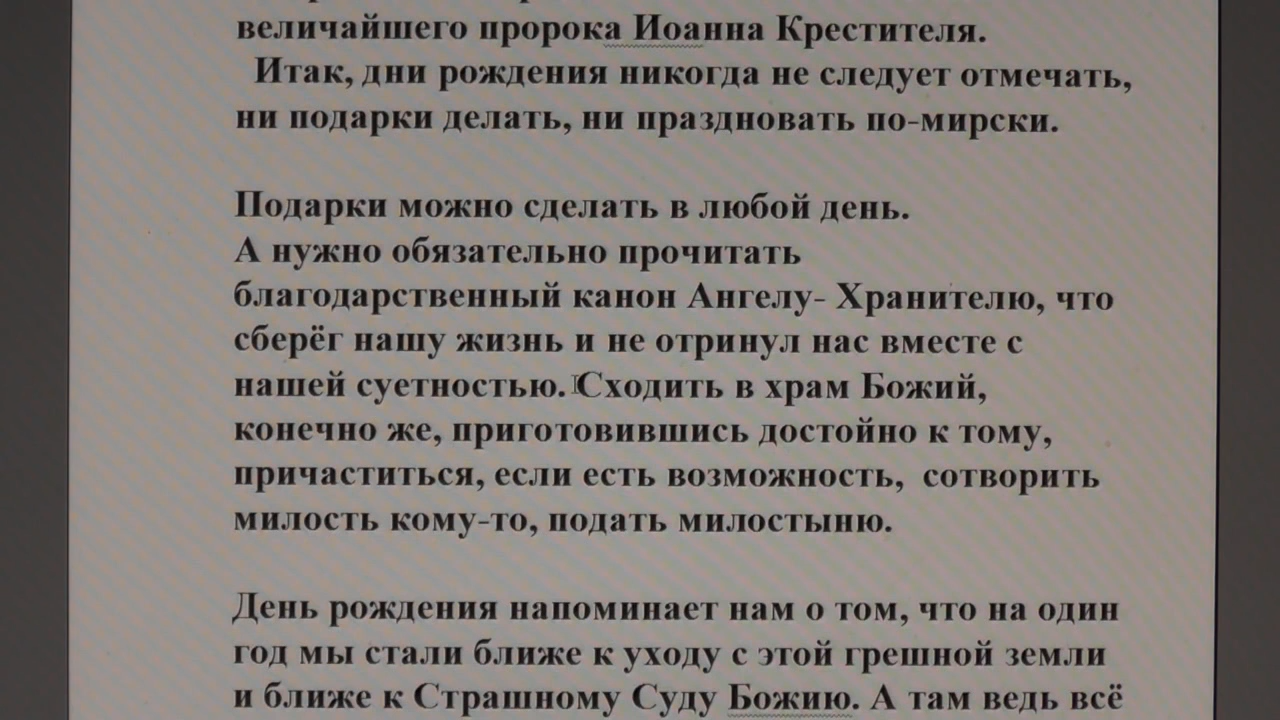 величайшего пророка Иоанна Крестителя.
Итак, дни рождения никогда не следует отмечать,
ни подарки делать, ни праздновать по-мирски.
Подарки можно сделать в любой день.
А нужно обязательно прочитать
благодарственный канон Ангелу- Хранителю, что
сберёг нашу жизнь и не отринул нас вместе с
нашей суетностью. Сходить в храм Божий,
конечно же, приготовившись достойно к тому,
причаститься, если есть возможность, сотворить
милость кому-то, подать милостыню.
День рождения напоминает нам о том, что на один
год мы стали ближе к уходу с этой грешной земли
и ближе к Страшному Суду Божию. А там ведь всё